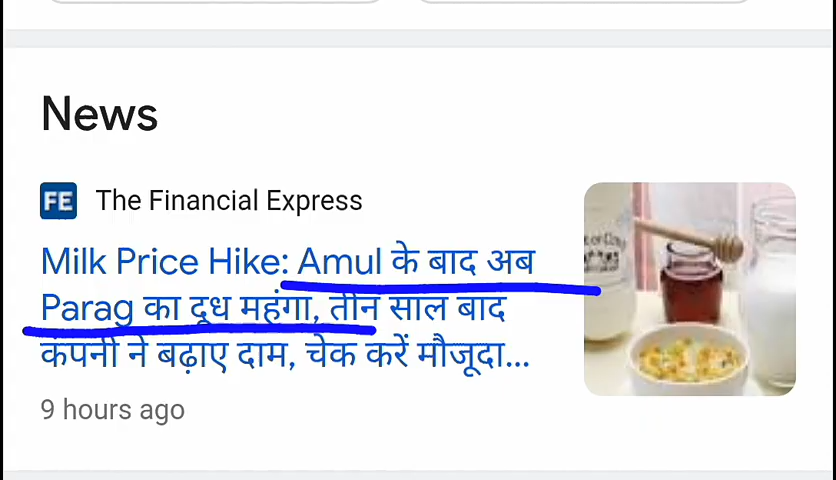 News
FE The Financial Express
Milk Price Hike: Amul के बाद अब
Parag का दूध महंगा, तीन साल बाद
कंपनी ने बढ़ाए दाम, चेक करें मौजूदा...
9 hours ago